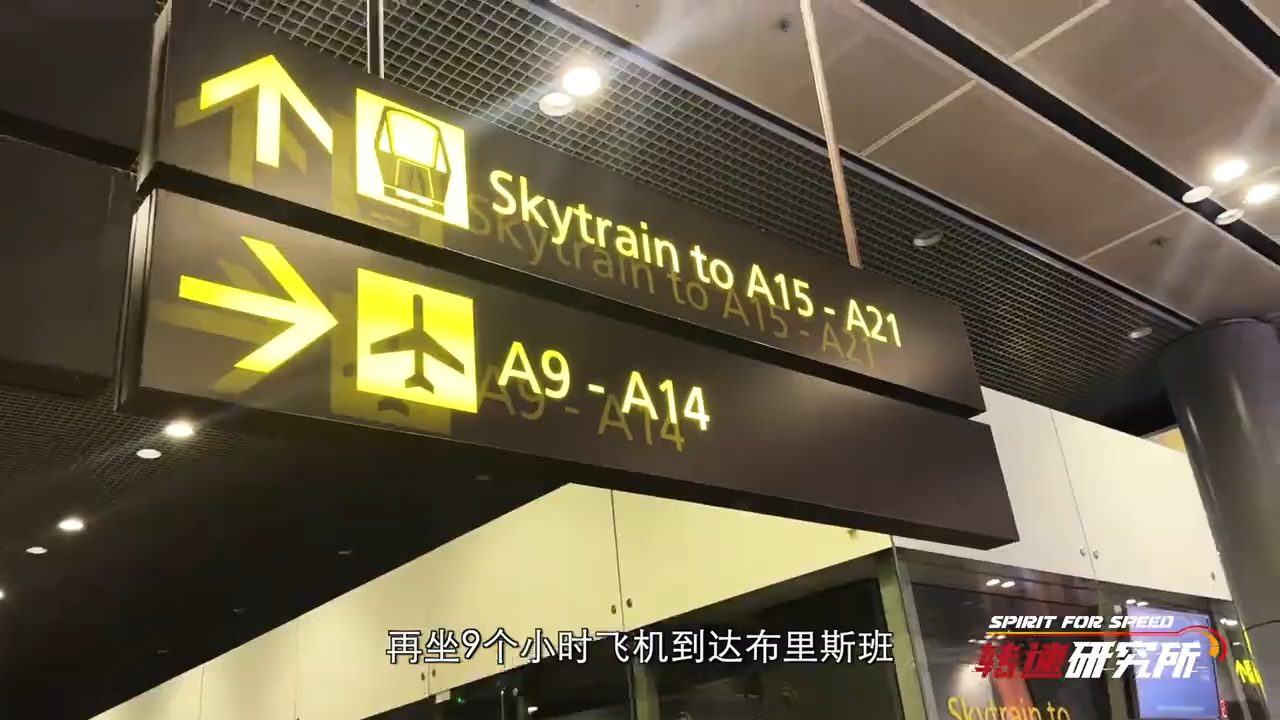 Skytrain to A15 - A21
A9 - A14
再坐9个小时飞机到达布里斯班
SPIRIT FOR SPEED
转速研究所
Skytrain to